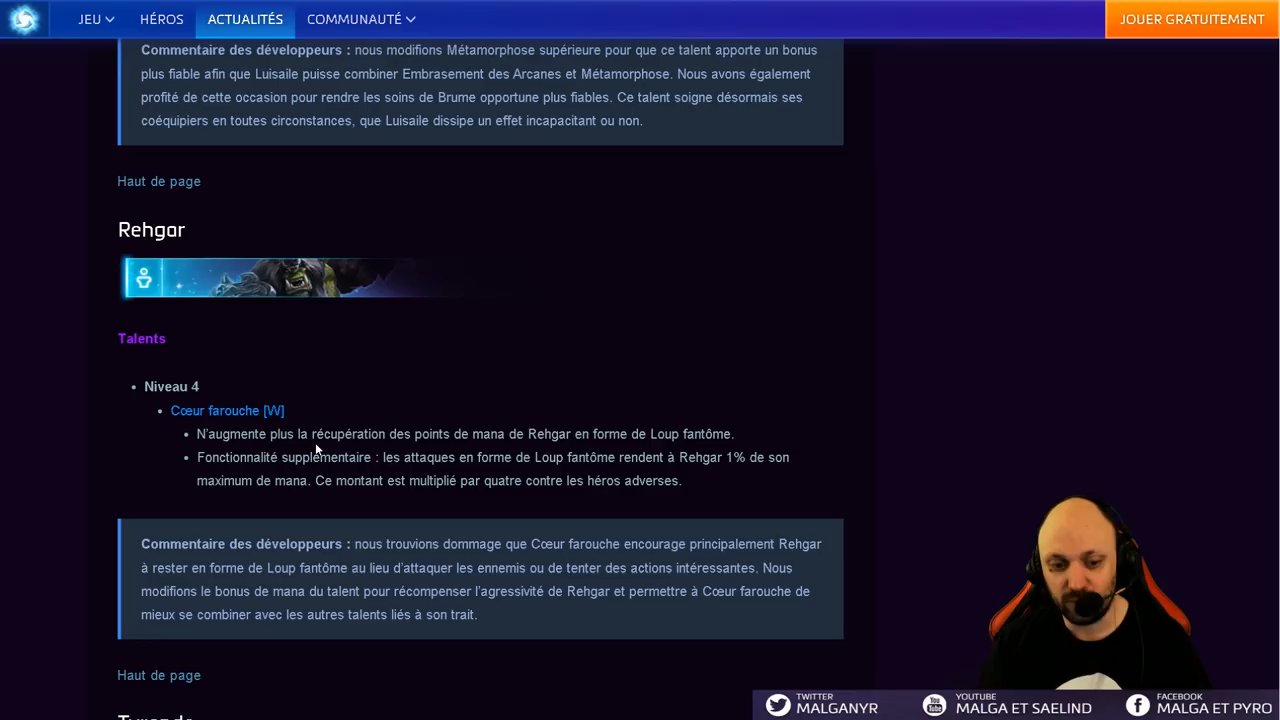 JEU HÉROS ACTUALITÉS COMMUNAUTÉ JOUER GRATUITEMENT
Commentaire des développeurs : nous modifions Métamorphose supérieure pour que ce talent apporte un bonus
plus fiable afin que Luisaile puisse combiner Embrasement des Arcanes et Métamorphose. Nous avons également
profité de cette occasion pour rendre les soins de Brume opportune plus fiables. Ce talent soigne désormais ses
coéquipiers en toutes circonstances, que Luisaile dissipe un effet incapacitant ou non.
Haut de page
Rehgar
Talents
• Niveau 4
• Cœur farouche [W]
• N'augmente plus la récupération des points de mana de Rehgar en forme de Loup fantôme.
• Fonctionnalité supplémentaire : les attaques en forme de Loup fantôme rendent à Rehgar 1% de son
maximum de mana. Ce montant est multiplié par quatre contre les héros adverses.
Commentaire des développeurs : nous trouvions dommage que Cœur farouche encourage principalement Rehgar
à rester en forme de Loup fantôme au lieu d'attaquer les ennemis ou de tenter des actions intéressantes. Nous
modifions le bonus de mana du talent pour récompenser l'agressivité de Rehgar et permettre à Cœur farouche de
mieux se combiner avec les autres talents liés à son trait.
Haut de page
TWITTER
MALGANYR
YOUTUBE
MALGA ET SAELIND
FACEBOOK
MALGA ET PYRO